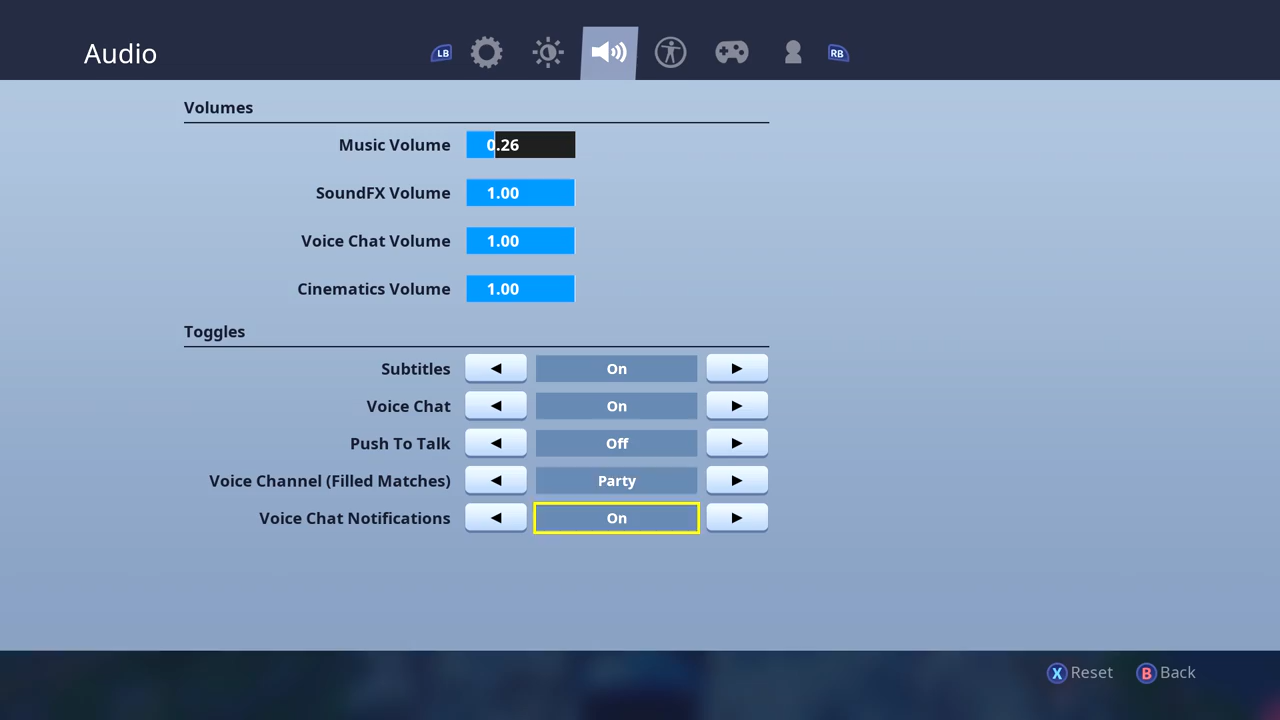 Audio
LB
RB
Volumes
Music Volume 0.26
SoundFX Volume 1.00
Voice Chat Volume 1.00
Cinematics Volume 1.00
Toggles
Subtitles On
Voice Chat On
Push To Talk Off
Voice Channel (Filled Matches) Party
Voice Chat Notifications On
X Reset B Back